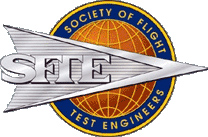 SOCIETY OF FLIGHT
SFTE
TEST ENGINEERS